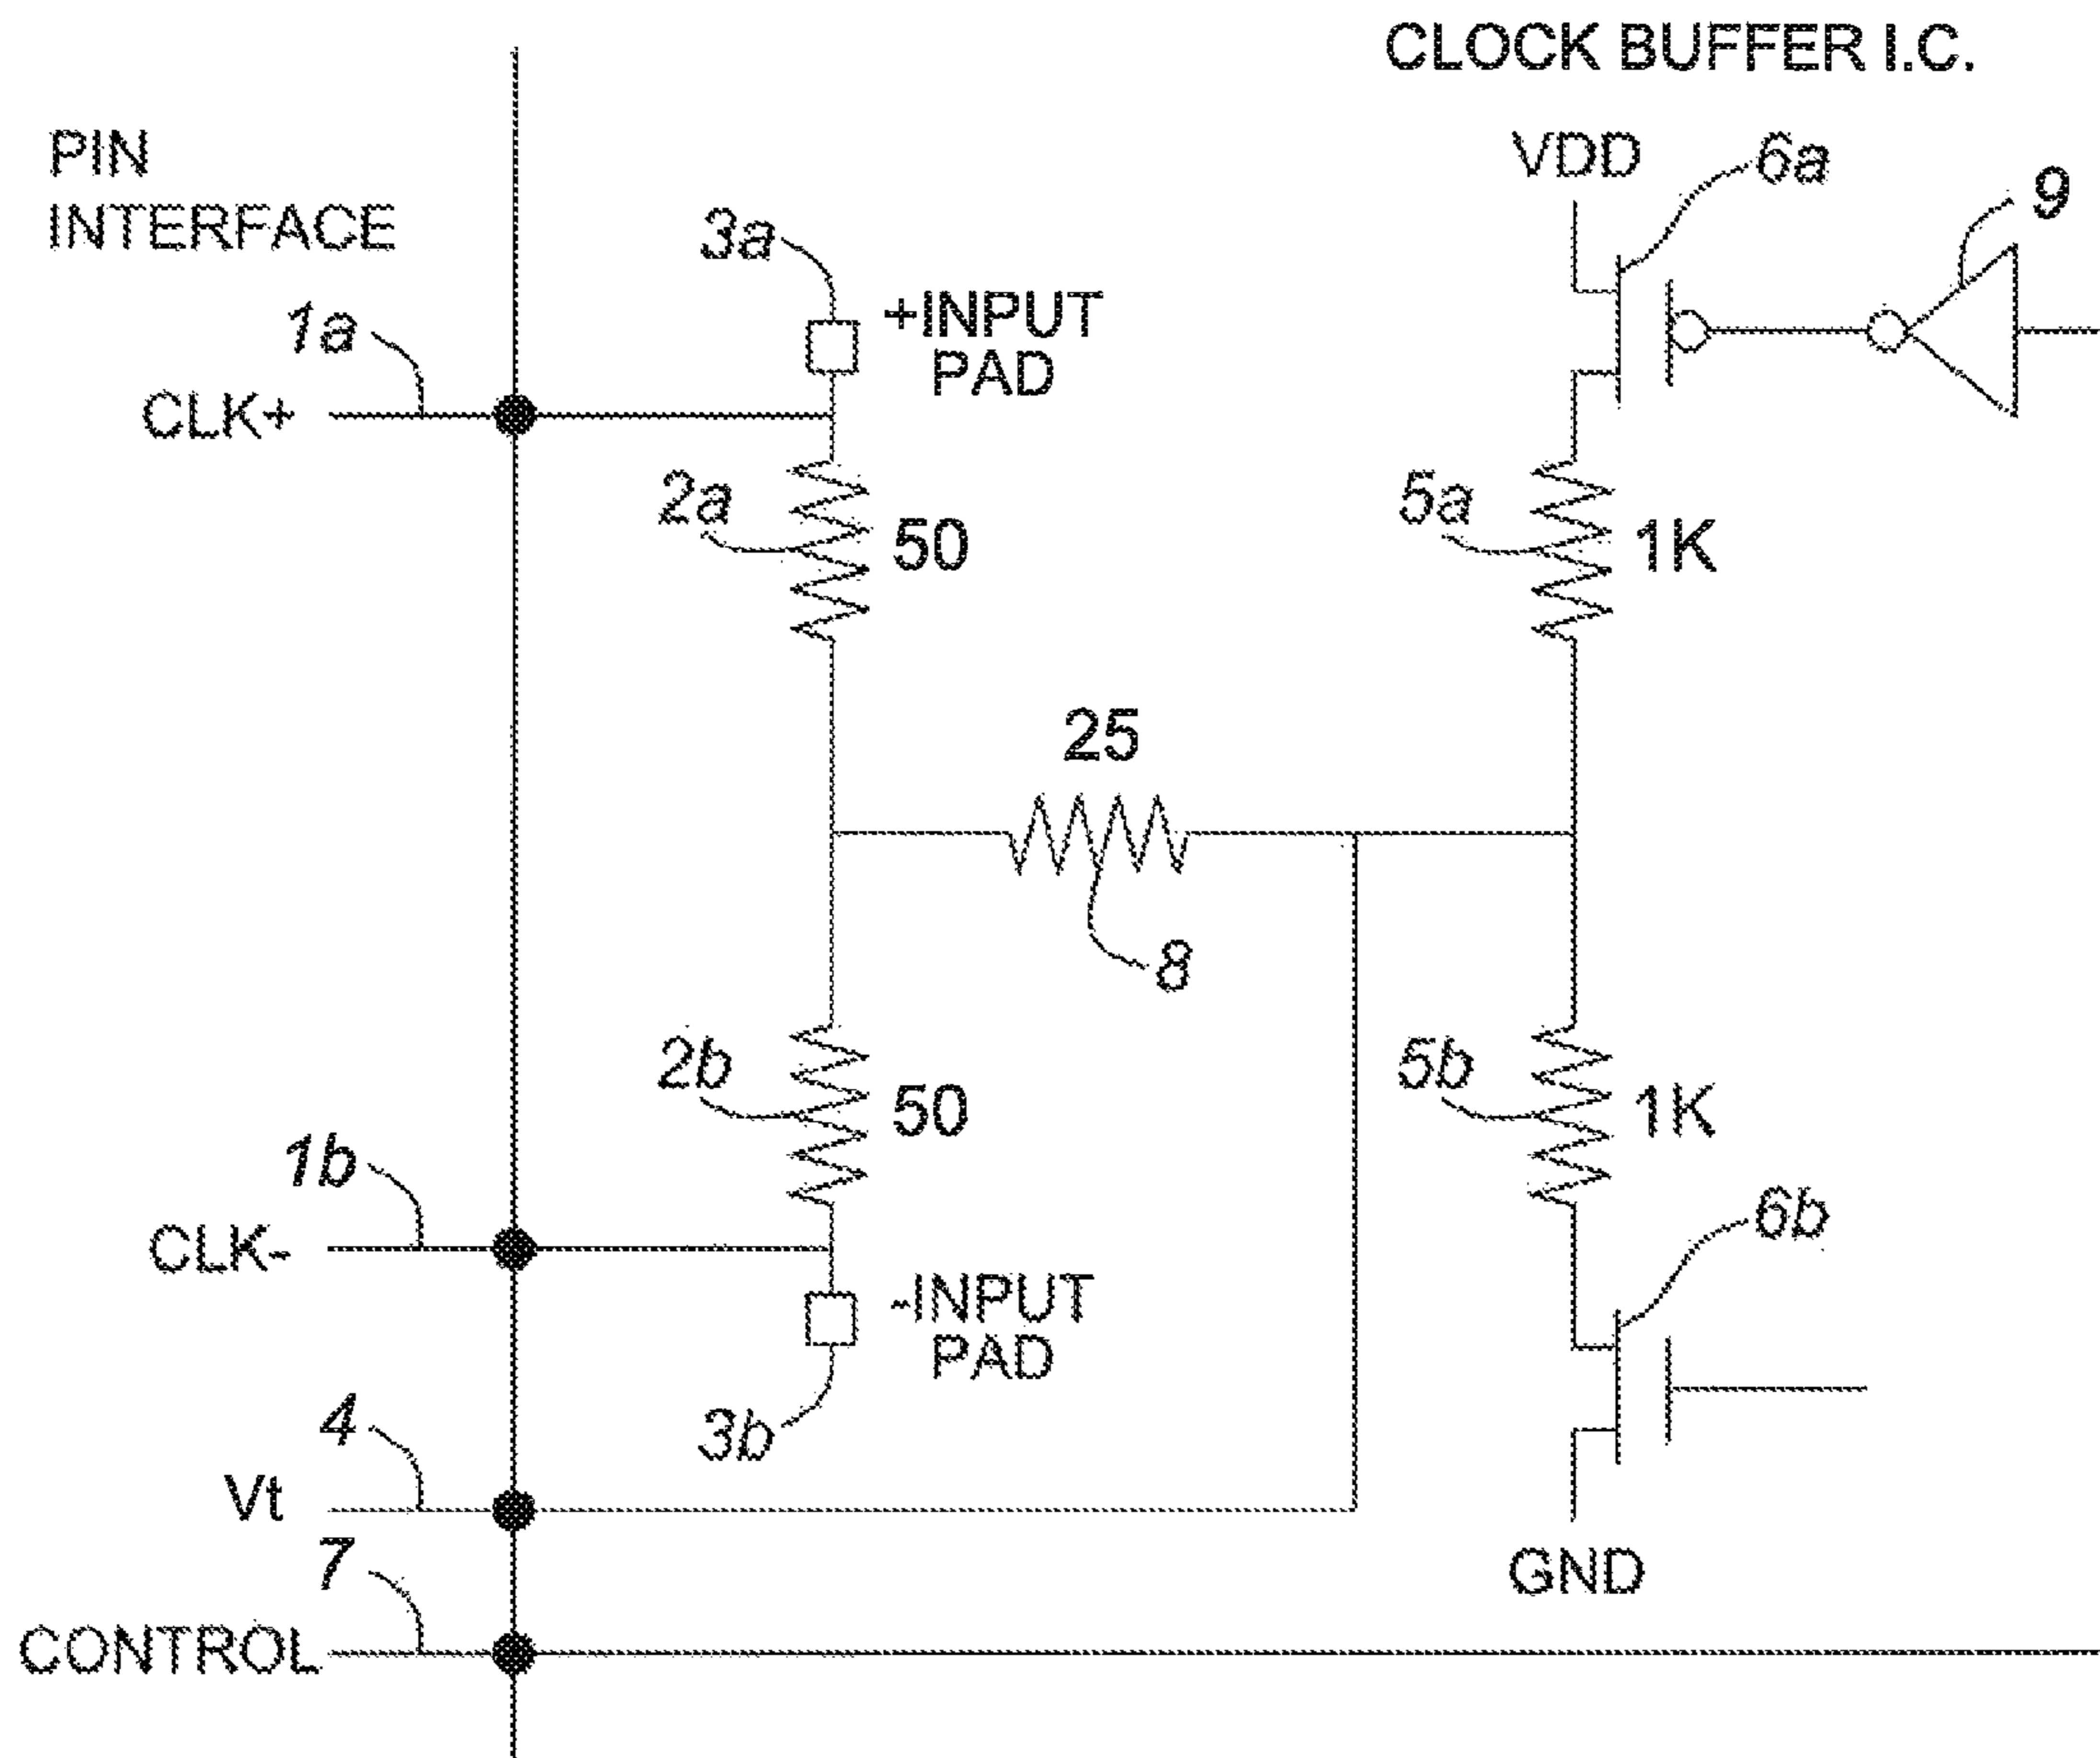 CLOCK BUFFER I.C.
PIN
INTERFACE
VDD
6a
9
3a
+INPUT
PAD
1a
CLK+
2a
50
5a
1K
25
8
2b
50
5b
1K
1b
CLK-
6b
-INPUT
PAD
3b
4
Vt
GND
7
CONTROL